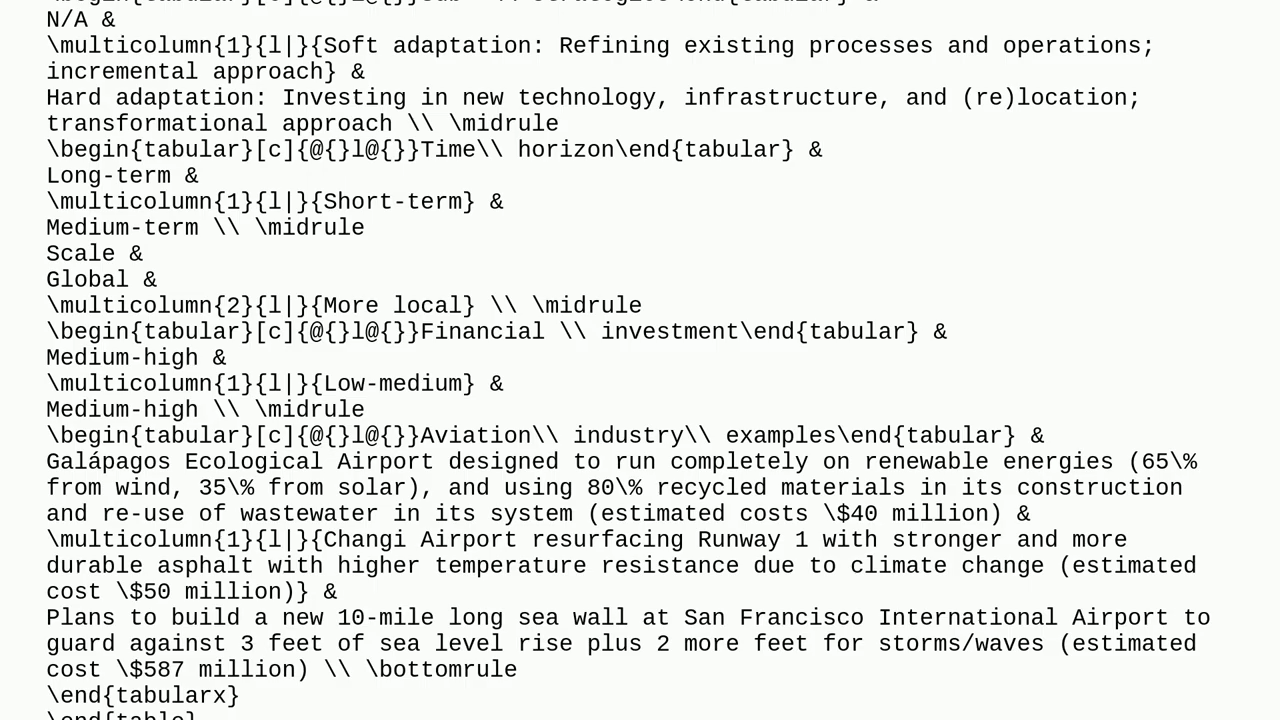 N/A &
\multicolumn{1}{l|}{Soft adaptation: Refining existing processes and operations;
incremental approach} &
Hard adaptation: Investing in new technology, infrastructure, and (re)location;
transformational approach \\ \midrule
\begin{tabular}[c]{@{}l@{}}Time\\ horizon\end{tabular} &
Long-term &
\multicolumn{1}{l|}{Short-term} &
Medium-term \\ \midrule
Scale &
Global &
\multicolumn{2}{l|}{More local} \\ \midrule
\begin{tabular}[c]{@{}l@{}}Financial \\ investment\end{tabular} &
Medium-high &
\multicolumn{1}{l|}{Low-medium} &
Medium-high \\ \midrule
\begin{tabular}[c]{@{}l@{}}Aviation\\ industry\\ examples\end{tabular} &
Galápagos Ecological Airport designed to run completely on renewable energies (65\%
from wind, 35\% from solar), and using 80\% recycled materials in its construction
and re-use of wastewater in its system (estimated costs \$40 million) &
\multicolumn{1}{l|}{Changi Airport resurfacing Runway 1 with stronger and more
durable asphalt with higher temperature resistance due to climate change (estimated
cost \$50 million)} &
Plans to build a new 10-mile long sea wall at San Francisco International Airport to
guard against 3 feet of sea level rise plus 2 more feet for storms/waves (estimated
cost \$587 million) \\ \bottomrule
\end{tabularx}
\end{table}